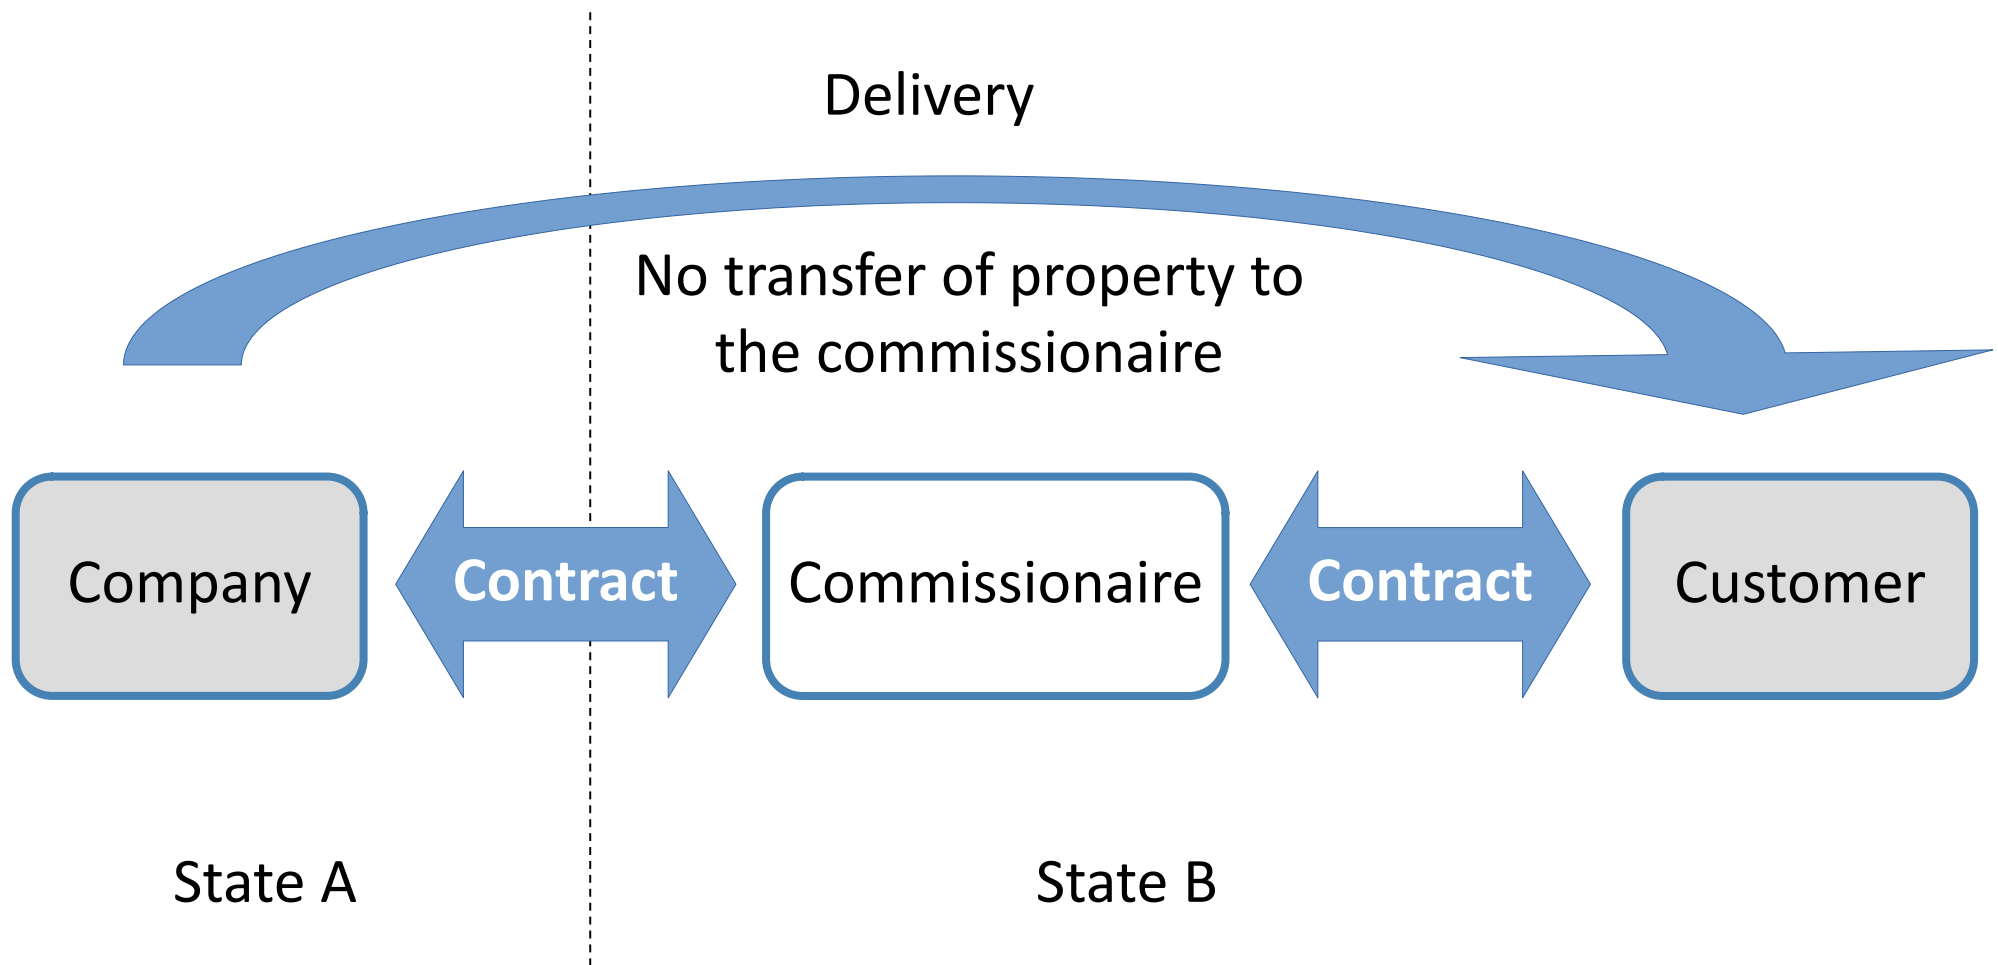 Delivery
No transfer of property to
the commissionaire
Company
Contract
Commissionaire
Contract
Customer
State A
State B